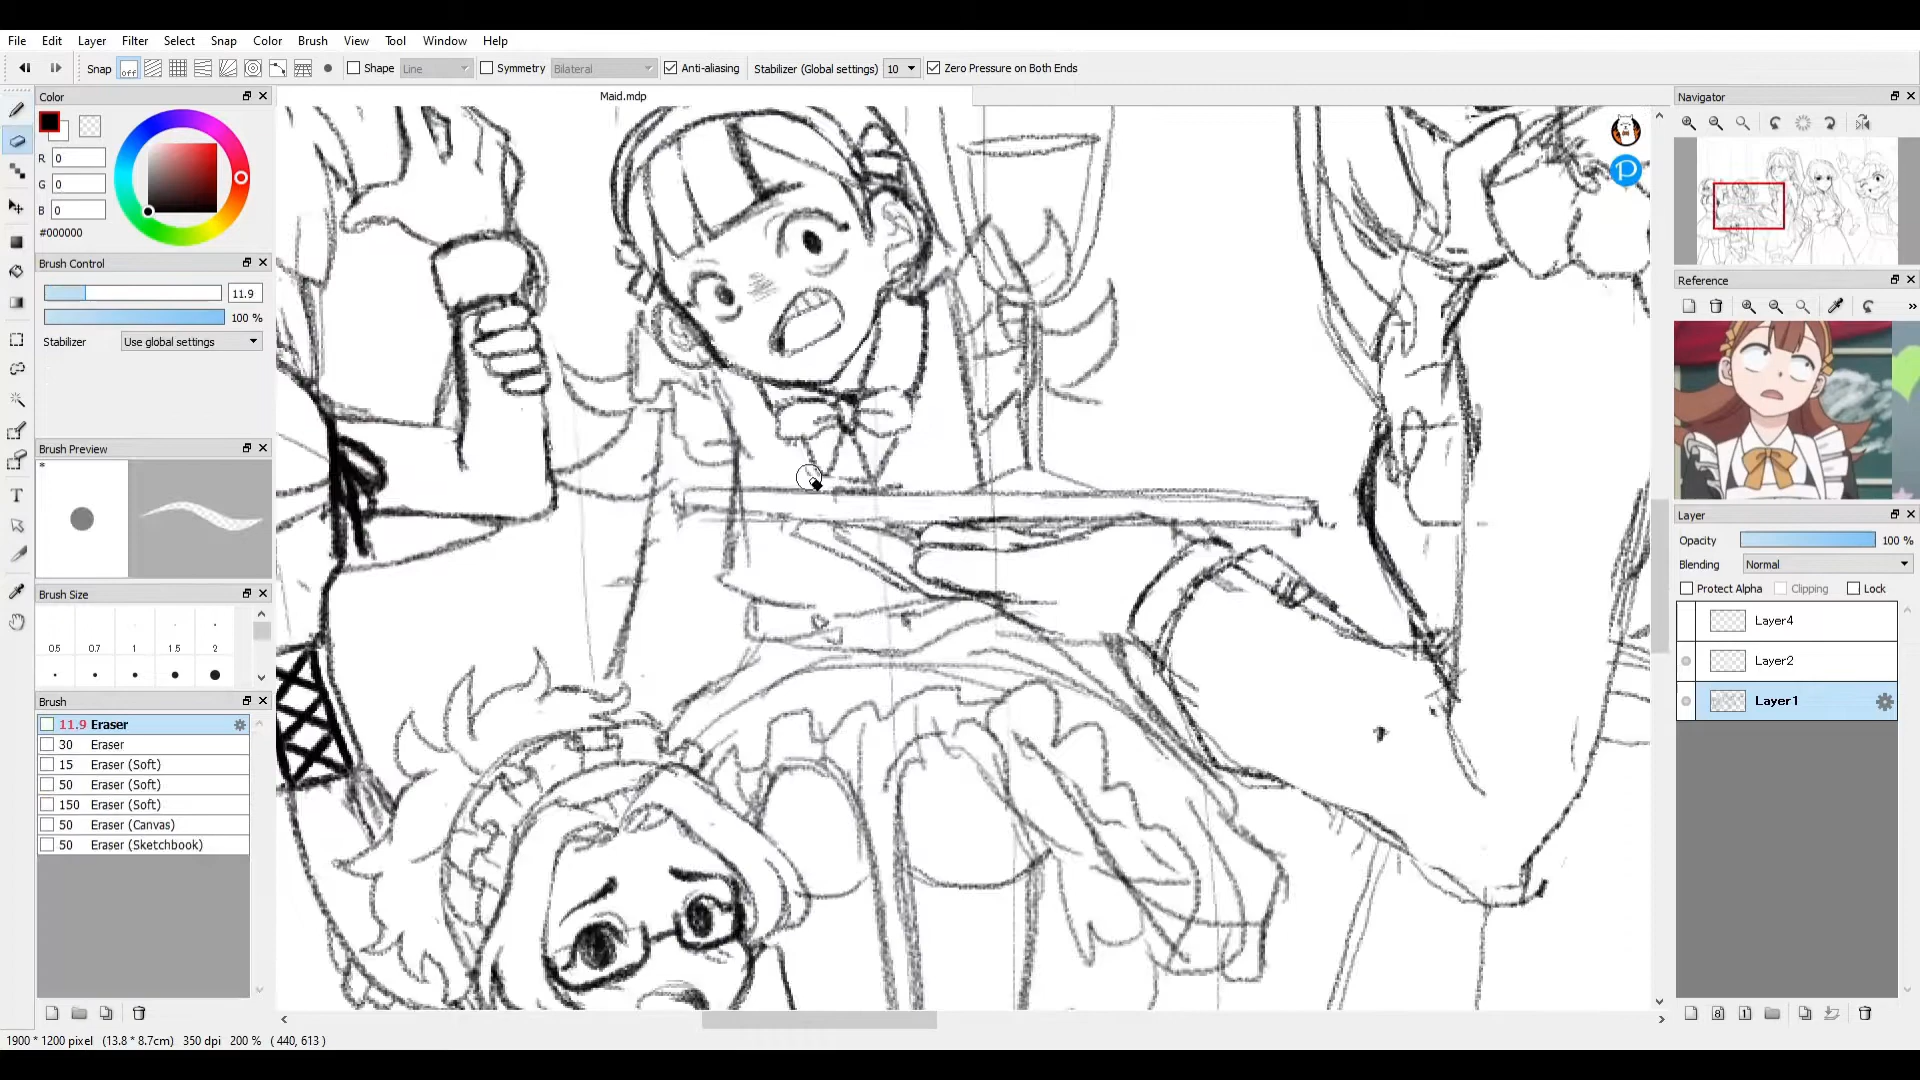 File Edit Layer Filter Select Snap Color Brush View Tool Window Help
Snap off Shape Line Symmetry Bilateral Anti-aliasing Stabilizer (Global settings) 10 Zero Pressure on Both Ends
Color
Maid.mdp
Navigator
R 0
G 0
B 0
#000000
Brush Control
11.9
100 %
Stabilizer Use global settings
Brush Preview
*
Brush Size
0.5 0.7 1 1.5 2
Brush
11.9 Eraser
30 Eraser
15 Eraser (Soft)
50 Eraser (Soft)
150 Eraser (Soft)
50 Eraser (Canvas)
50 Eraser (Sketchbook)
Reference
Layer
Opacity 100 %
Blending Normal
Protect Alpha Clipping Lock
Layer4
Layer2
Layer1
1900 * 1200 pixel (13.8 * 8.7cm) 350 dpi 200 % ( 440, 613 )